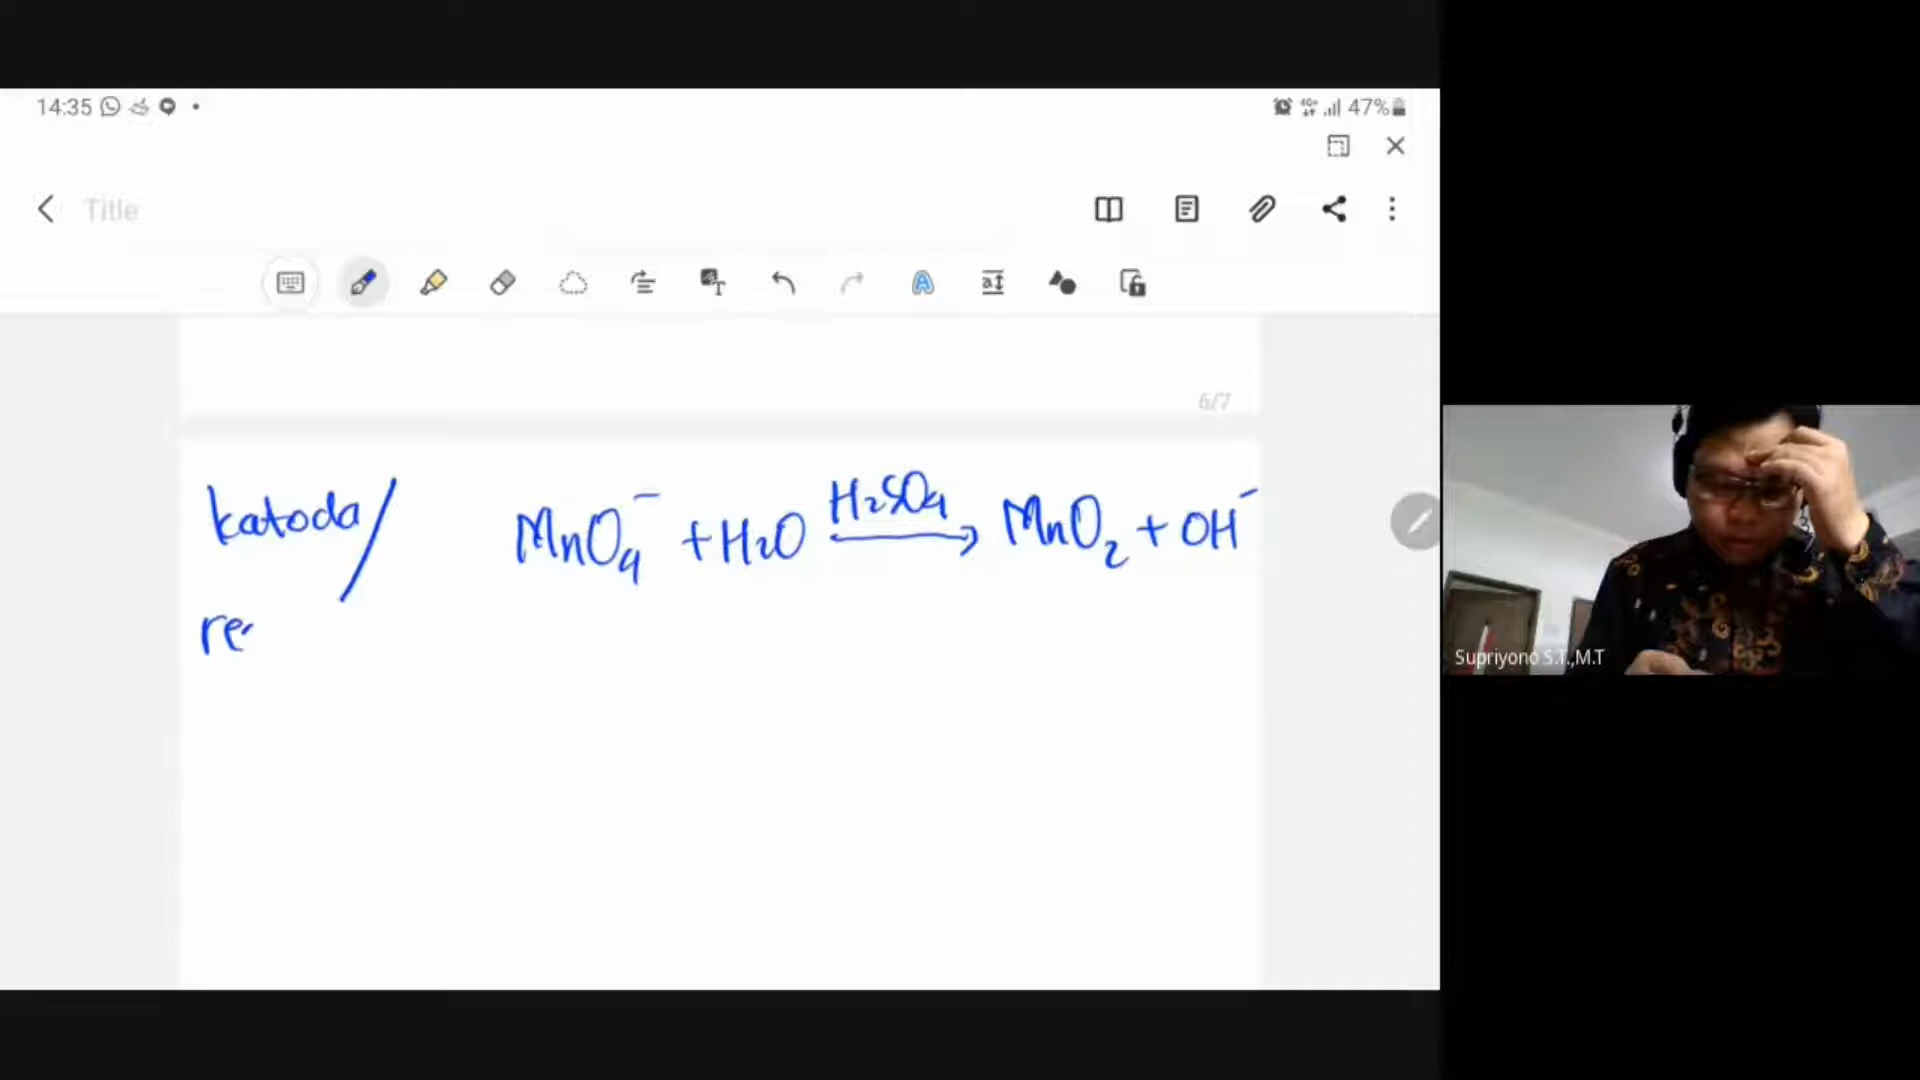 14:35
47%
Title
6/7
katoda/ MnO₄⁻ + H₂O
H₂SO₄
→ MnO₂ + OH⁻
re
Supriyono S.T.,M.T